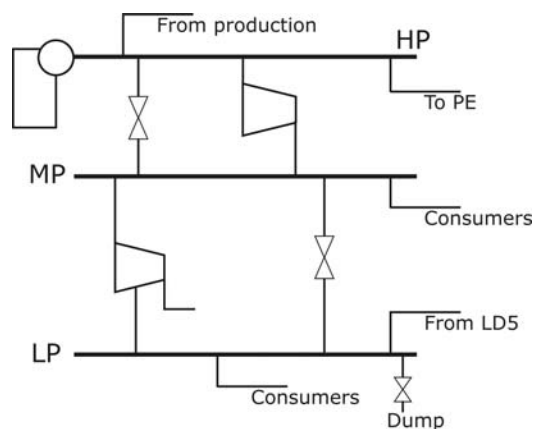 From production
HP
To PE
MP
Consumers
From LD5
LP
Consumers
Dump